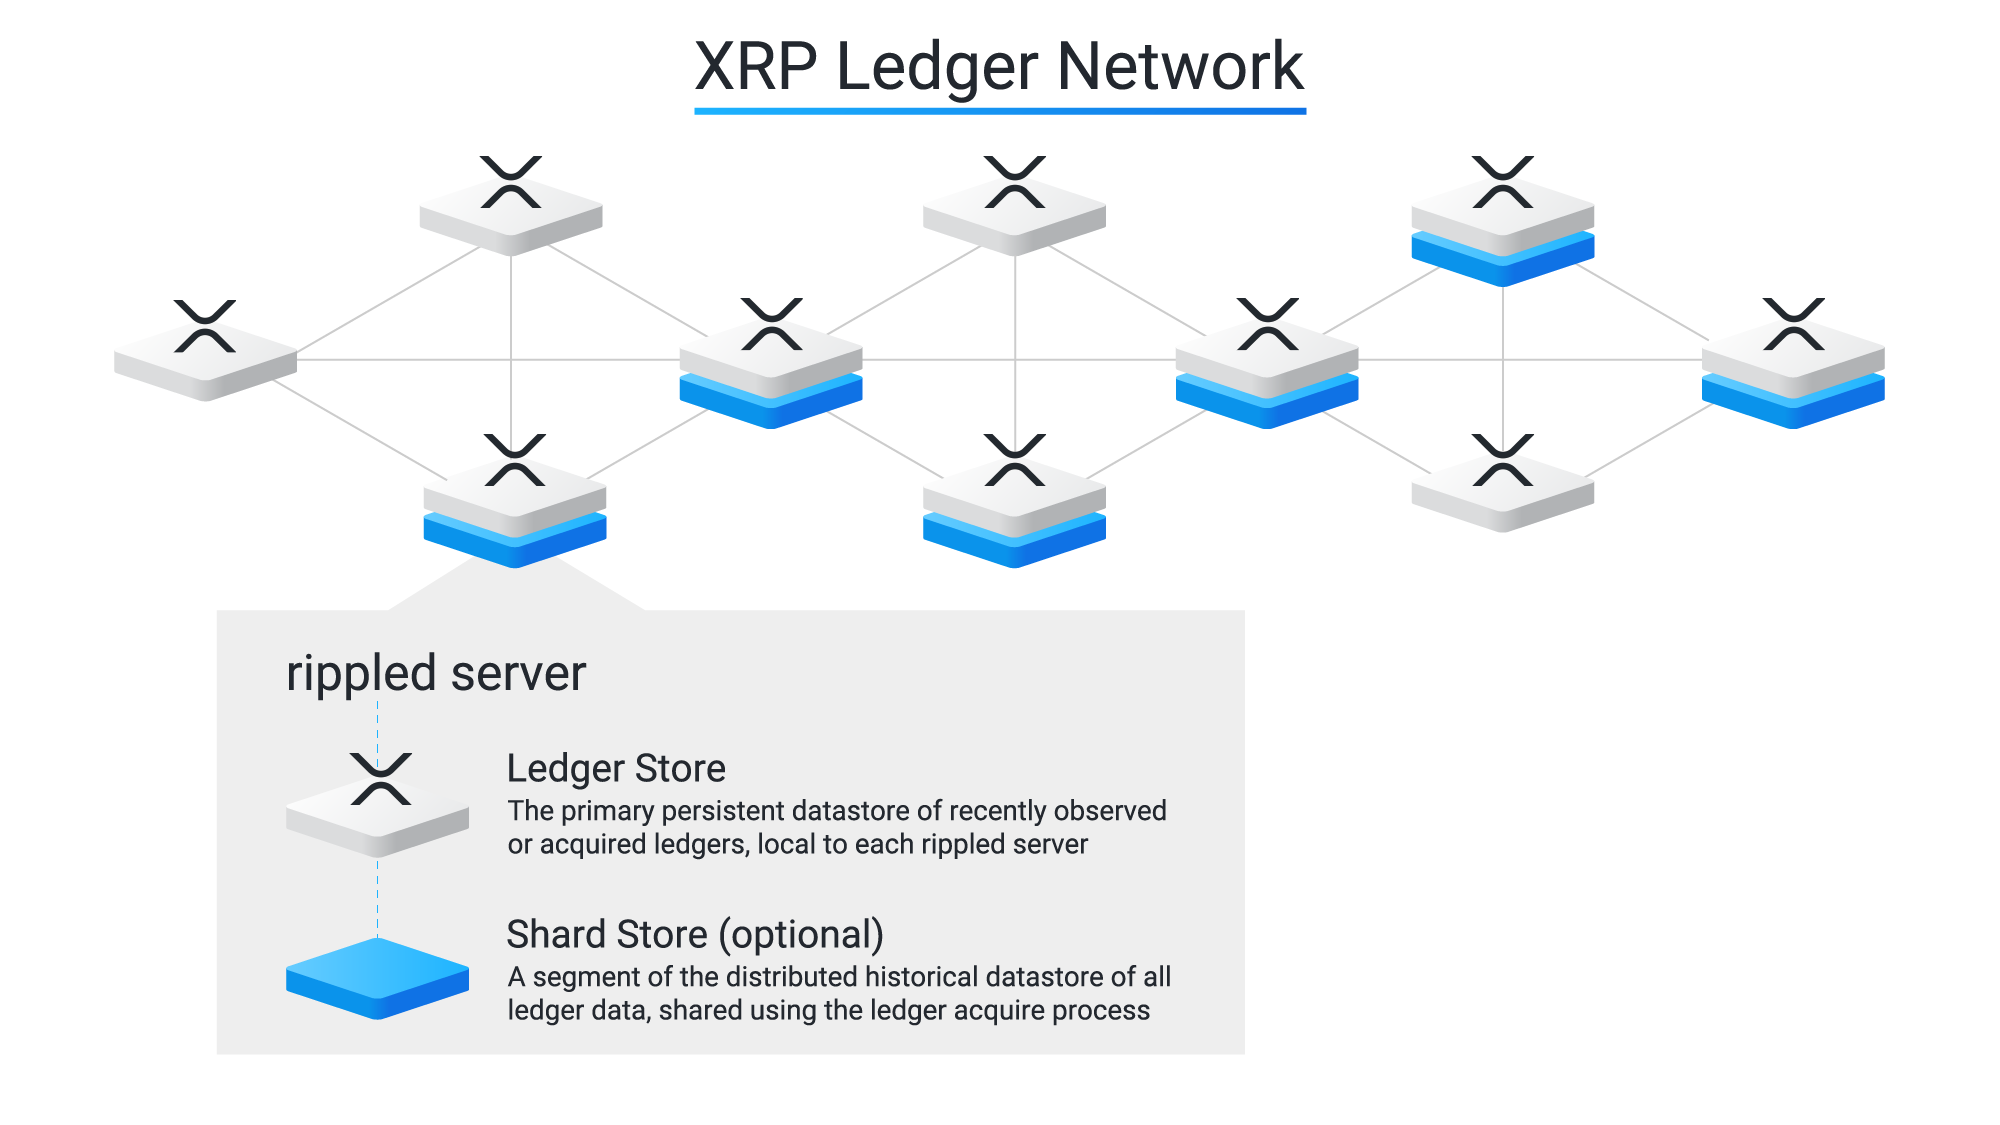 XRP Ledger Network
rippled server
Ledger Store
The primary persistent datastore of recently observed
or acquired ledgers, local to each rippled server
Shard Store (optional)
A segment of the distributed historical datastore of all
ledger data, shared using the ledger acquire process